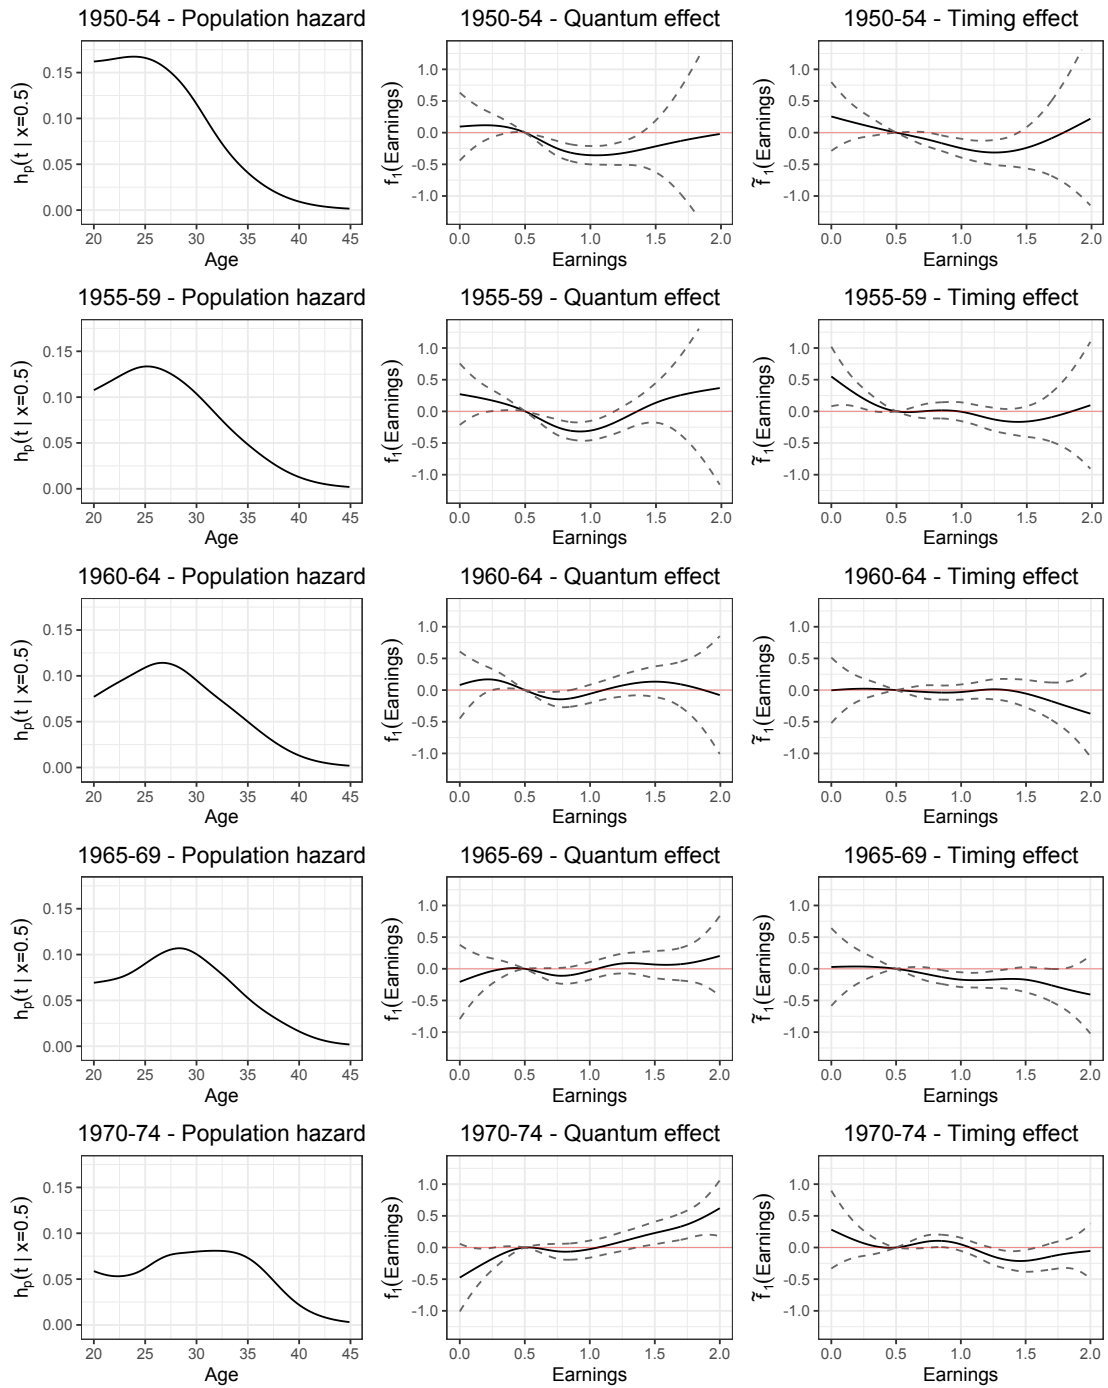 1950-54 - Population hazard
hₚ(t | x=0.5)
0.15
0.10
0.05
0.00
20 25 30 35 40 45
Age
1950-54 - Quantum effect
f₁(Earnings)
1.0
0.5
0.0
-0.5
-1.0
0.0 0.5 1.0 1.5 2.0
Earnings
1950-54 - Timing effect
f̃₁(Earnings)
1.0
0.5
0.0
-0.5
-1.0
0.0 0.5 1.0 1.5 2.0
Earnings
1955-59 - Population hazard
hₚ(t | x=0.5)
0.15
0.10
0.05
0.00
20 25 30 35 40 45
Age
1955-59 - Quantum effect
f₁(Earnings)
1.0
0.5
0.0
-0.5
-1.0
0.0 0.5 1.0 1.5 2.0
Earnings
1955-59 - Timing effect
f̃₁(Earnings)
1.0
0.5
0.0
-0.5
-1.0
0.0 0.5 1.0 1.5 2.0
Earnings
1960-64 - Population hazard
hₚ(t | x=0.5)
0.15
0.10
0.05
0.00
20 25 30 35 40 45
Age
1960-64 - Quantum effect
f₁(Earnings)
1.0
0.5
0.0
-0.5
-1.0
0.0 0.5 1.0 1.5 2.0
Earnings
1960-64 - Timing effect
f̃₁(Earnings)
1.0
0.5
0.0
-0.5
-1.0
0.0 0.5 1.0 1.5 2.0
Earnings
1965-69 - Population hazard
hₚ(t | x=0.5)
0.15
0.10
0.05
0.00
20 25 30 35 40 45
Age
1965-69 - Quantum effect
f₁(Earnings)
1.0
0.5
0.0
-0.5
-1.0
0.0 0.5 1.0 1.5 2.0
Earnings
1965-69 - Timing effect
f̃₁(Earnings)
1.0
0.5
0.0
-0.5
-1.0
0.0 0.5 1.0 1.5 2.0
Earnings
1970-74 - Population hazard
hₚ(t | x=0.5)
0.15
0.10
0.05
0.00
20 25 30 35 40 45
Age
1970-74 - Quantum effect
f₁(Earnings)
1.0
0.5
0.0
-0.5
-1.0
0.0 0.5 1.0 1.5 2.0
Earnings
1970-74 - Timing effect
f̃₁(Earnings)
1.0
0.5
0.0
-0.5
-1.0
0.0 0.5 1.0 1.5 2.0
Earnings